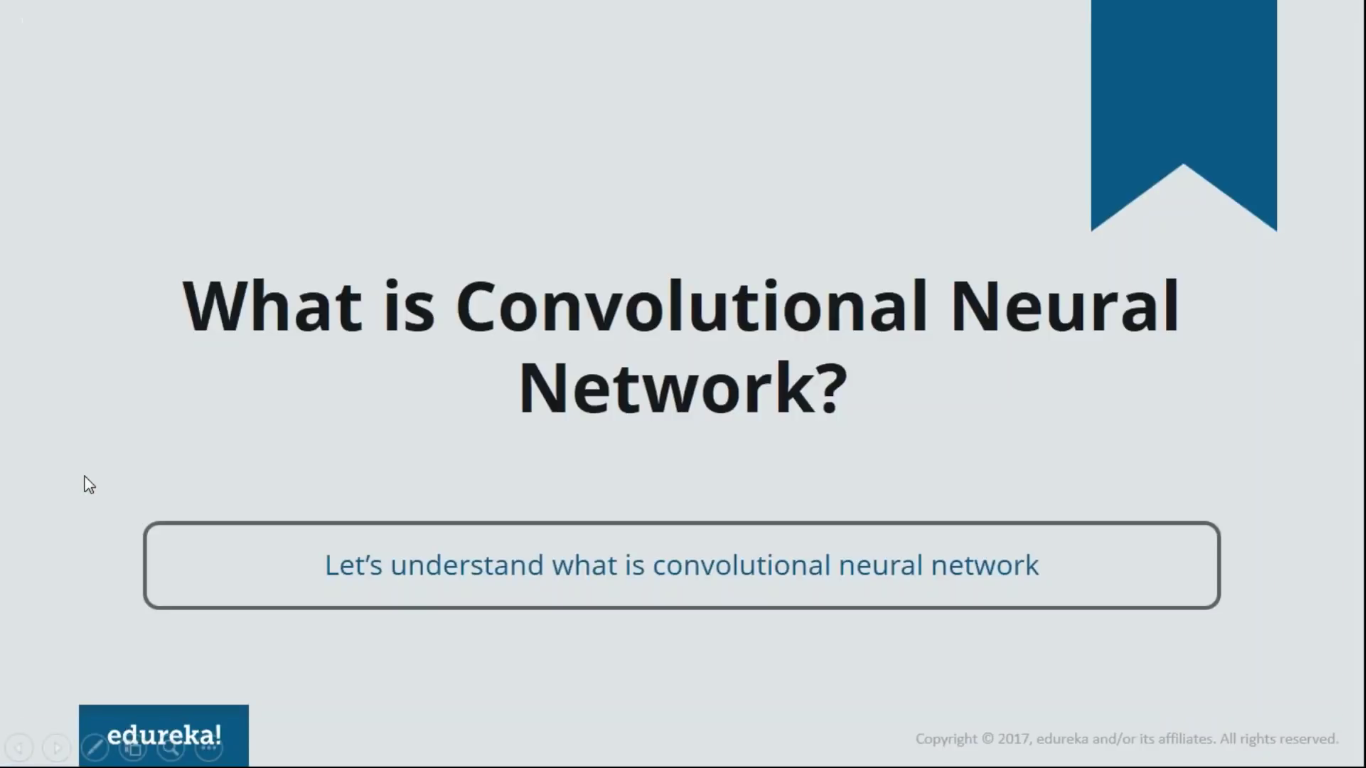 What is Convolutional Neural
Network?
Let’s understand what is convolutional neural network
edureka!
Copyright © 2017, edureka and/or its affiliates. All rights reserved.